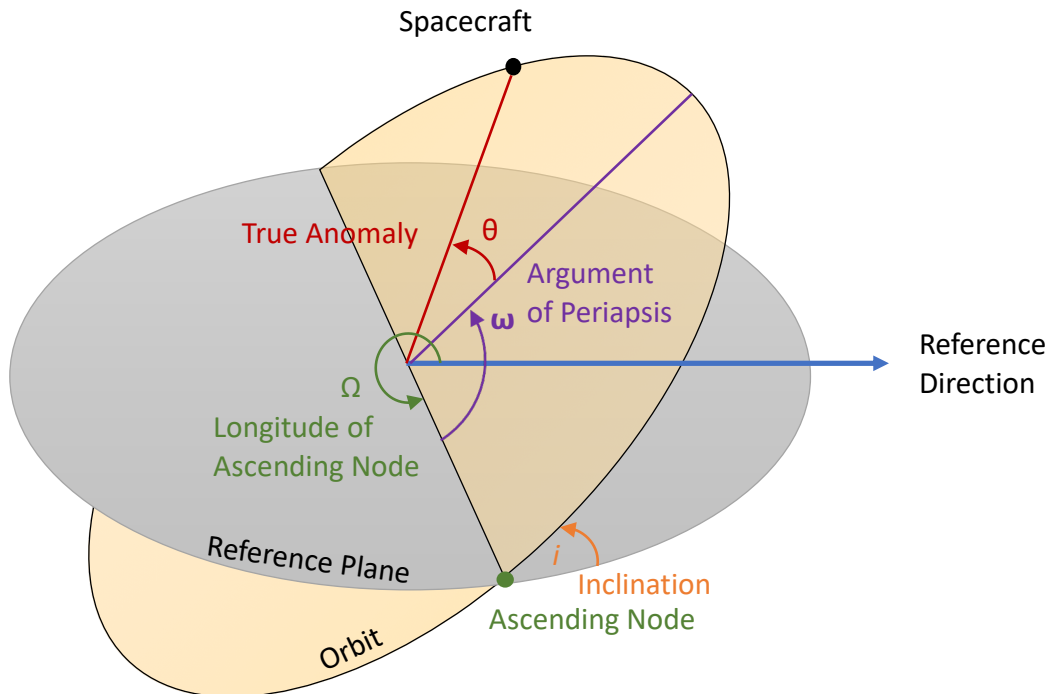 Spacecraft
True Anomaly
θ
Argument
of Periapsis
ω
Reference
Direction
Ω
Longitude of
Ascending Node
Reference Plane
i
Inclination
Ascending Node
Orbit